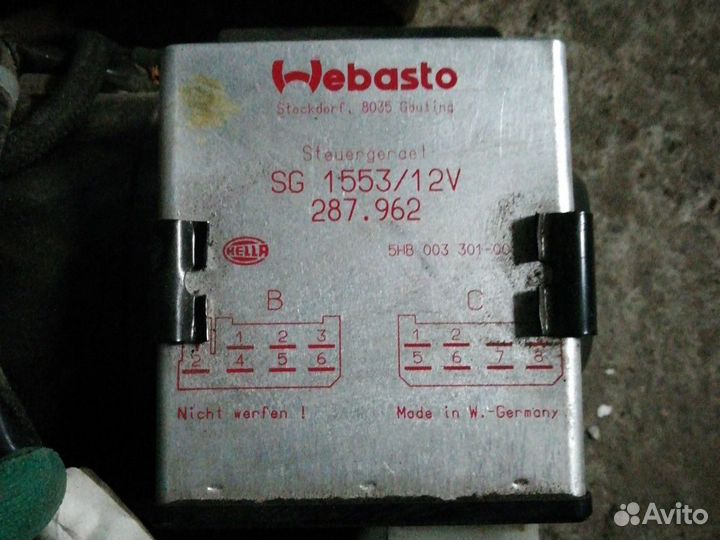 Webasto
Stockdorf, 8035 Gauting
Steuergeraet
SG 1553/12V
287.962
HELLA
5HB 003 301-00
B
C
1 2 3
2 4 5 6
1 2
5 6 7 8
Nicht werfen !
Made in W.-Germany
Avito